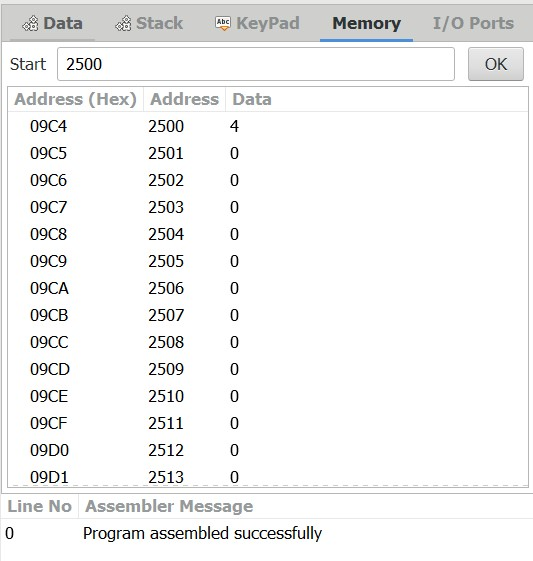 Data Stack Abc KeyPad Memory I/O Ports
Start 2500 OK
Address (Hex) Address Data
09C4 2500 4
09C5 2501 0
09C6 2502 0
09C7 2503 0
09C8 2504 0
09C9 2505 0
09CA 2506 0
09CB 2507 0
09CC 2508 0
09CD 2509 0
09CE 2510 0
09CF 2511 0
09D0 2512 0
09D1 2513 0
Line No Assembler Message
0 Program assembled successfully